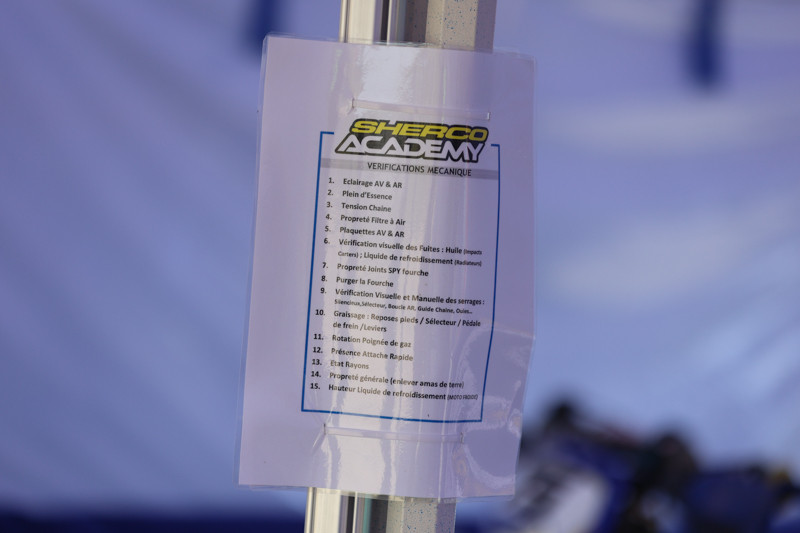 SHERCO
ACADEMY
VERIFICATIONS MECANIQUE
1. Eclairage AV & AR
2. Plein d'Essence
3. Tension Chaine
4. Propreté Filtre à Air
5. Plaquettes AV & AR
6. Vérification visuelle des Fuites : Huile (Impacts
Carters) ; Liquide de refroidissement (Radiateurs)
7. Propreté Joints SPY fourche
8. Purger la Fourche
9. Vérification Visuelle et Manuelle des serrages :
Silencieux, Sélecteur, Boucle AR, Guide Chaine, Ouies...
10. Graissage : Reposes pieds / Sélecteur / Pédale
de frein /Leviers
11. Rotation Poignée de gaz
12. Présence Attache Rapide
13. Etat Rayons
14. Propreté générale (enlever amas de terre)
15. Hauteur Liquide de refroidissement (MOTO FROIDE)